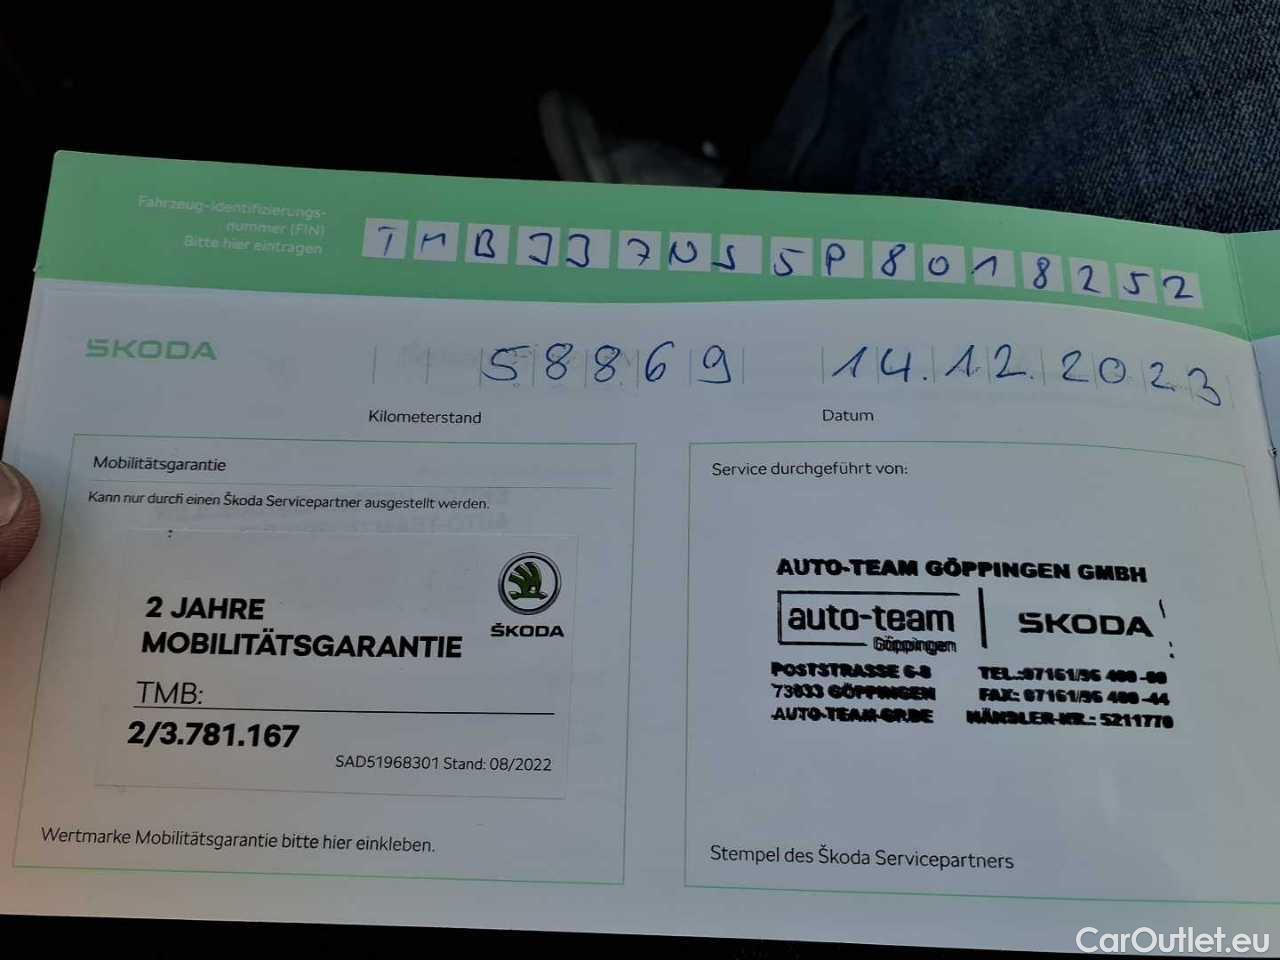 Fahrzeug-Identifizierungs-
nummer (FIN)
Bitte hier eintragen
TMBJJ7NS5P8018252
ŠKODA
58869
14.12.2023
Kilometerstand
Datum
Mobilitätsgarantie
Kann nur durch einen Škoda Servicepartner ausgestellt werden.
2 JAHRE
MOBILITÄTSGARANTIE
ŠKODA
TMB:
2/3.781.167
SAD51968301 Stand: 08/2022
Wertmarke Mobilitätsgarantie bitte hier einkleben.
Service durchgeführt von:
AUTO-TEAM GÖPPINGEN GMBH
auto-team
Göppingen
ŠKODA
POSTSTRASSE 6-8
73033 GÖPPINGEN
AUTO-TEAM-GP.DE
TEL.:07161/96 400-00
FAX: 07161/96 400-44
HÄNDLER-NR.: 5211770
Stempel des Škoda Servicepartners
CarOutlet.eu